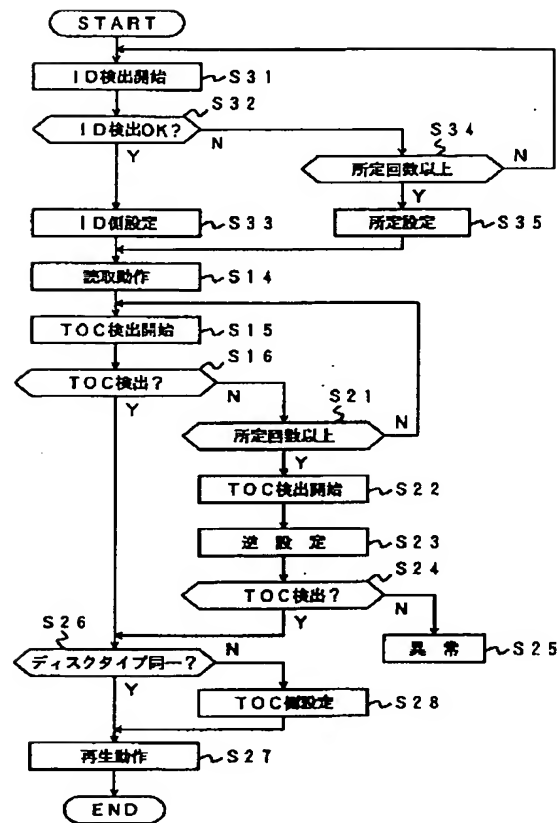 START
ID検出開始 S31
S32
ID検出OK? N
S34
Y
所定回数以上 N
Y
ID側設定 S33
所定設定 S35
読取動作 S14
TOC検出開始 S15
S16
TOC検出? N
S21
Y
所定回数以上 N
Y
TOC検出開始 S22
逆設定 S23
S24
TOC検出? N
S26
Y
異常 S25
ディスクタイプ同一? N
Y
TOC側設定 S28
再生動作 S27
END